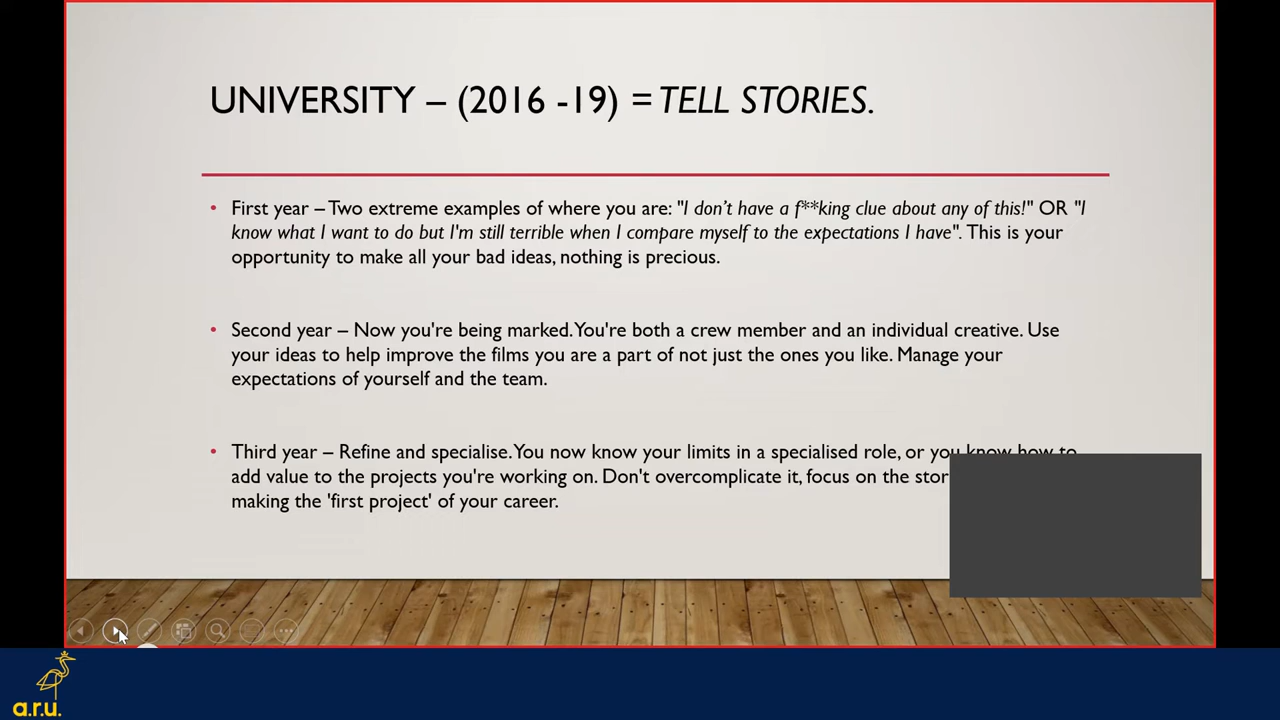 UNIVERSITY – (2016 -19) = TELL STORIES.
• First year – Two extreme examples of where you are: "I don't have a f**king clue about any of this!" OR "I
know what I want to do but I'm still terrible when I compare myself to the expectations I have". This is your
opportunity to make all your bad ideas, nothing is precious.
• Second year – Now you're being marked. You're both a crew member and an individual creative. Use
your ideas to help improve the films you are a part of not just the ones you like. Manage your
expectations of yourself and the team.
• Third year – Refine and specialise. You now know your limits in a specialised role, or you know how to
add value to the projects you're working on. Don't overcomplicate it, focus on the
making the 'first project' of your career.
a.r.u.